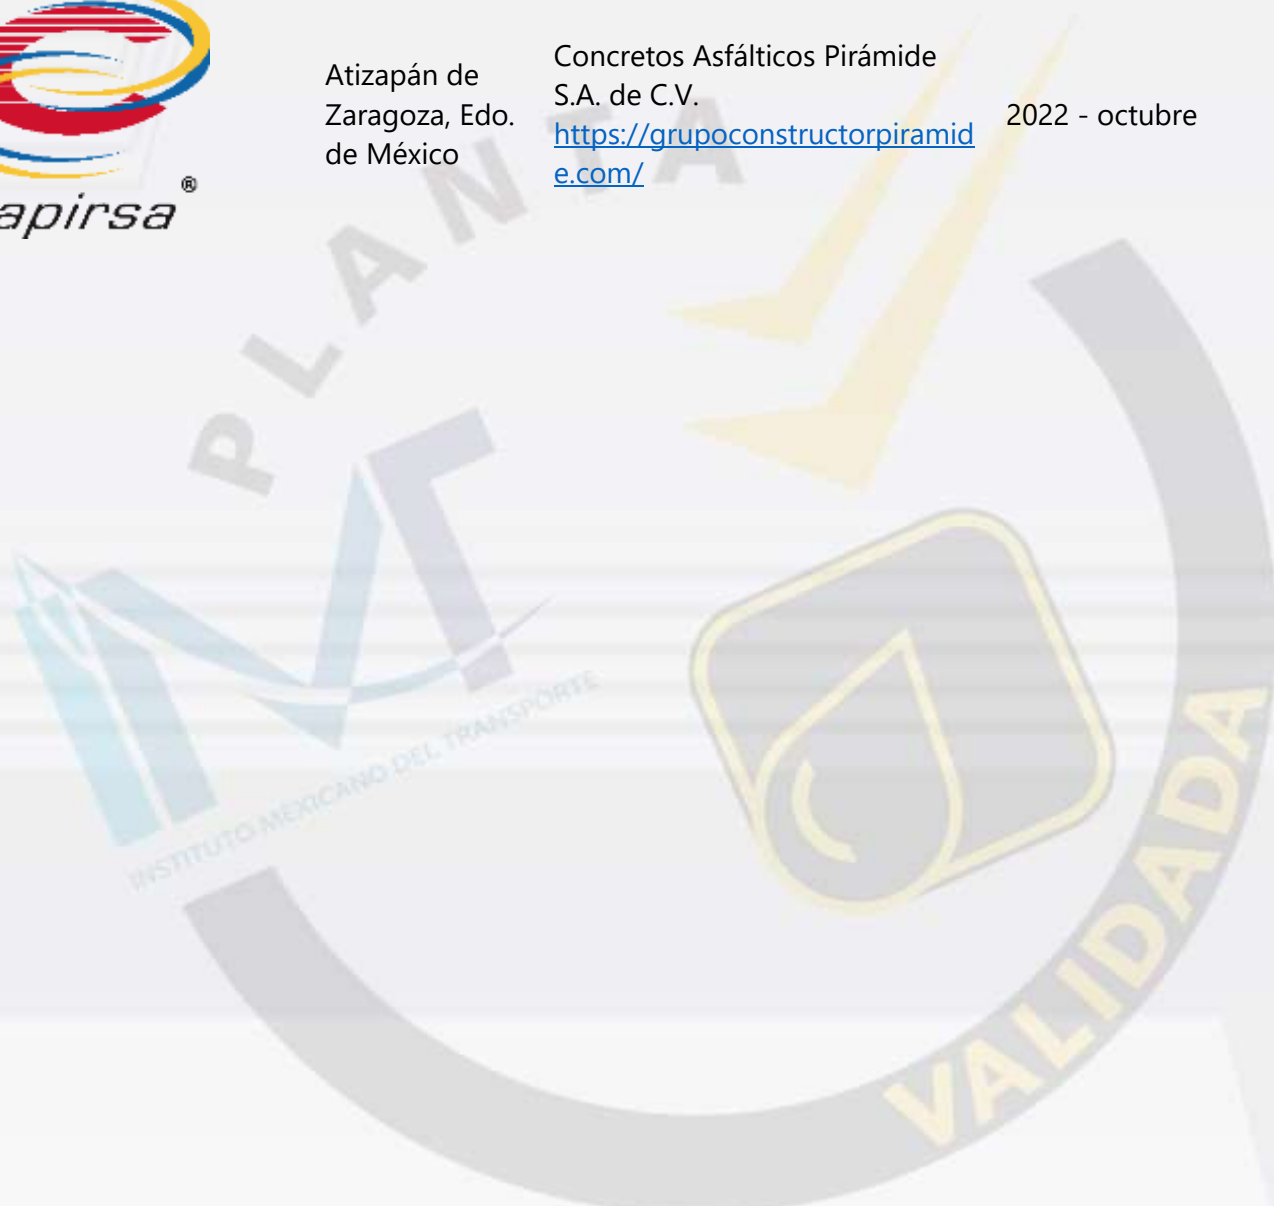 apirsa®
Atizapán de
Zaragoza, Edo.
de México
Concretos Asfálticos Pirámide
S.A. de C.V.
https://grupoconstructorpiramid
e.com/
2022 - octubre
PLANTA
INSTITUTO MEXICANO DEL TRANSPORTE
VALIDADA